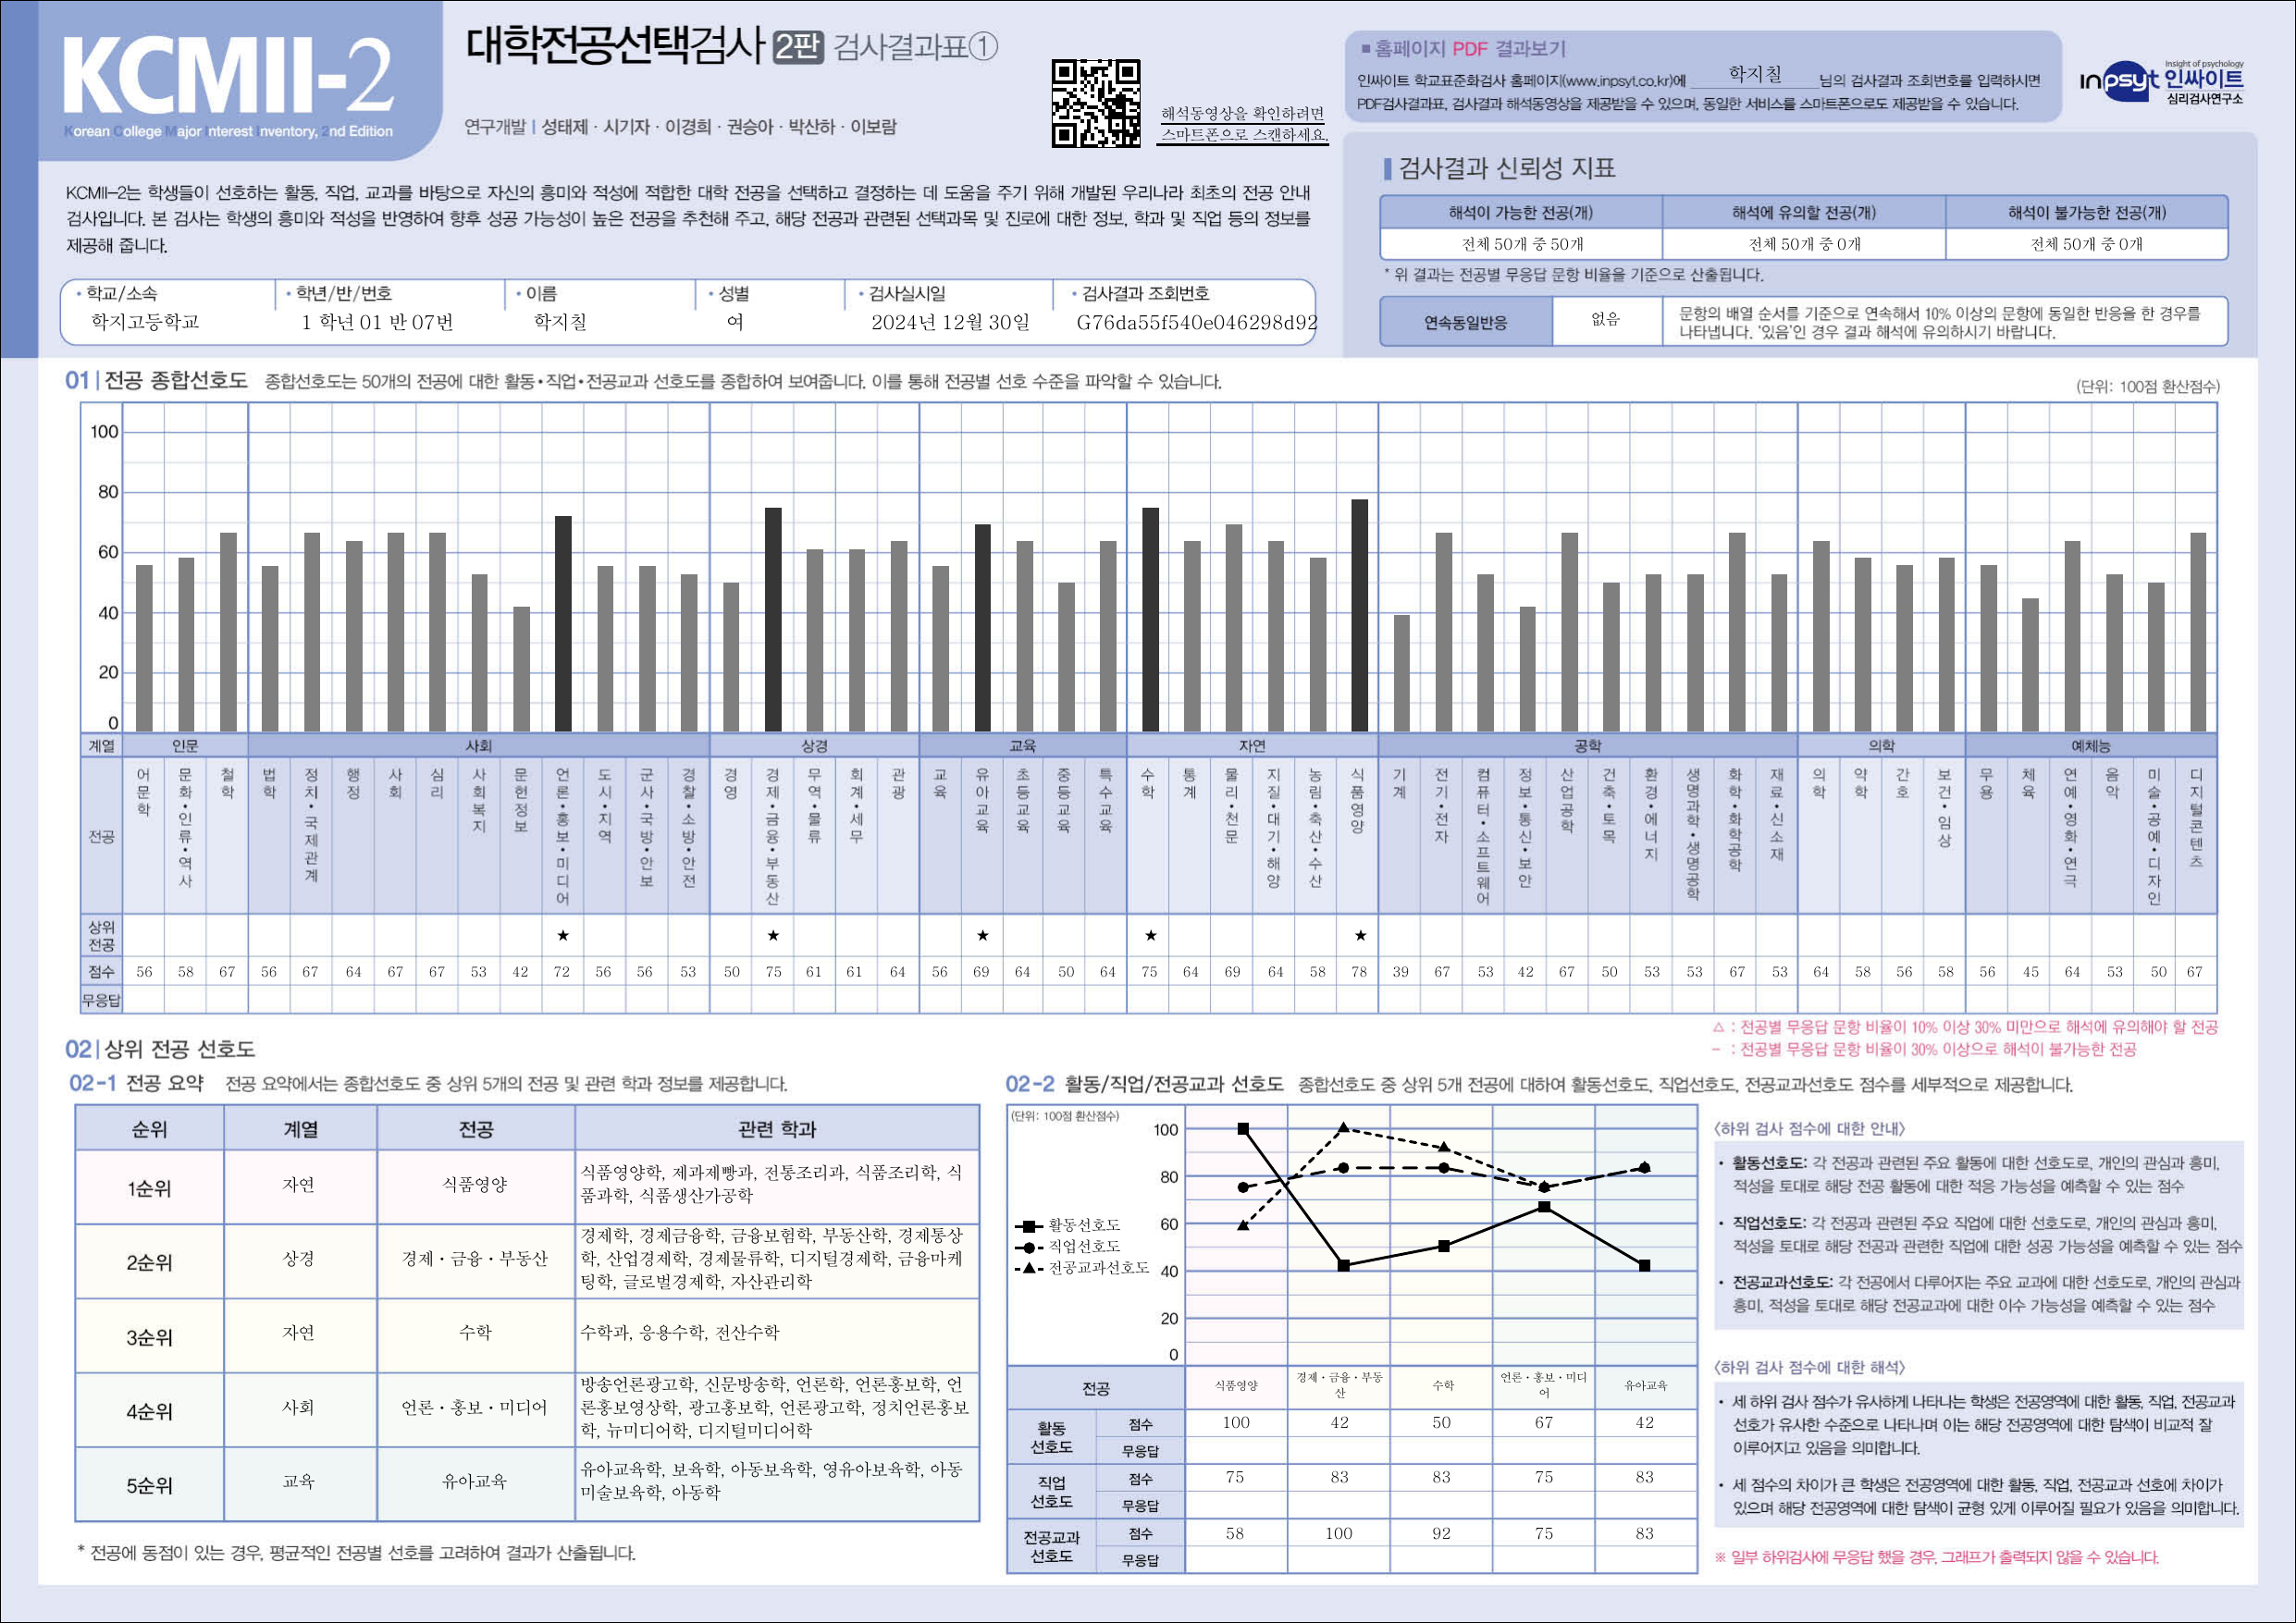 KCMII-2
Korean College Major Interest Inventory, 2nd Edition
대학전공선택검사 2판 검사결과표①
연구개발 | 성태제 · 시기자 · 이경희 · 권승아 · 박산하 · 이보람
해석동영상을 확인하려면
스마트폰으로 스캔하세요.
■ 홈페이지 PDF 결과보기
인싸이트 학교표준화검사 홈페이지(www.inpsyt.co.kr)에 학지칠 님의 검사결과 조회번호를 입력하시면
PDF검사결과표, 검사결과 해석동영상을 제공받을 수 있으며, 동일한 서비스를 스마트폰으로도 제공받을 수 있습니다.
Insight of psychology
inpsyt 인싸이트
심리검사연구소
KCMII-2는 학생들이 선호하는 활동, 직업, 교과를 바탕으로 자신의 흥미와 적성에 적합한 대학 전공을 선택하고 결정하는 데 도움을 주기 위해 개발된 우리나라 최초의 전공 안내
검사입니다. 본 검사는 학생의 흥미와 적성을 반영하여 향후 성공 가능성이 높은 전공을 추천해 주고, 해당 전공과 관련된 선택과목 및 진로에 대한 정보, 학과 및 직업 등의 정보를
제공해 줍니다.
• 학교/소속 • 학년/반/번호 • 이름 • 성별 • 검사실시일 • 검사결과 조회번호
학지고등학교 1 학년 01 반 07번 학지칠 여 2024년 12월 30일 G76da55f540e046298d92
검사결과 신뢰성 지표
해석이 가능한 전공(개) 해석에 유의할 전공(개) 해석이 불가능한 전공(개)
전체 50개 중 50개 전체 50개 중 0개 전체 50개 중 0개
* 위 결과는 전공별 무응답 문항 비율을 기준으로 산출됩니다.
연속동일반응 없음 문항의 배열 순서를 기준으로 연속해서 10% 이상의 문항에 동일한 반응을 한 경우를
나타냅니다. '있음'인 경우 결과 해석에 유의하시기 바랍니다.
01 | 전공 종합선호도 종합선호도는 50개의 전공에 대한 활동•직업•전공교과 선호도를 종합하여 보여줍니다. 이를 통해 전공별 선호 수준을 파악할 수 있습니다.
(단위: 100점 환산점수)
100
80
60
40
20
0
계열 인문 사회 상경 교육 자연 공학 의학 예체능
전공 어문학 문화•인류•역사 철학 법학 정치•국제관계 행정 사회 심리 사회복지 문헌정보 언론•홍보•미디어 도시•지역 군사•국방•안보 경찰•소방•안전 경영 경제•금융•부동산 무역•물류 회계•세무 관광 교육 유아교육 초등교육 중등교육 특수교육 수학 통계 물리•천문 지질•대기•해양 농림•축산•수산 식품영양 기계 전기•전자 컴퓨터•소프트웨어 정보•통신•보안 산업공학 건축•토목 환경•에너지 생명과학•생명공학 화학•화학공학 재료•신소재 의학 약학 간호 보건•임상 무용 체육 연예•영화•연극 음악 미술•공예•디자인 디지털콘텐츠
상위 전공 ★ ★ ★ ★ ★
점수 56 58 67 56 67 64 67 67 53 42 72 56 56 53 50 75 61 61 64 56 69 64 50 64 75 64 69 64 58 78 39 67 53 42 67 50 53 53 67 53 64 58 56 58 56 45 64 53 50 67
무응답
△ : 전공별 무응답 문항 비율이 10% 이상 30% 미만으로 해석에 유의해야 할 전공
– : 전공별 무응답 문항 비율이 30% 이상으로 해석이 불가능한 전공
02 | 상위 전공 선호도
02-1 전공 요약 전공 요약에서는 종합선호도 중 상위 5개의 전공 및 관련 학과 정보를 제공합니다.
순위 계열 전공 관련 학과
1순위 자연 식품영양 식품영양학, 제과제빵과, 전통조리과, 식품조리학, 식
품과학, 식품생산가공학
2순위 상경 경제・금융・부동산 경제학, 경제금융학, 금융보험학, 부동산학, 경제통상
학, 산업경제학, 경제물류학, 디지털경제학, 금융마케
팅학, 글로벌경제학, 자산관리학
3순위 자연 수학 수학과, 응용수학, 전산수학
4순위 사회 언론・홍보・미디어 방송언론광고학, 신문방송학, 언론학, 언론홍보학, 언
론홍보영상학, 광고홍보학, 언론광고학, 정치언론홍보
학, 뉴미디어학, 디지털미디어학
5순위 교육 유아교육 유아교육학, 보육학, 아동보육학, 영유아보육학, 아동
미술보육학, 아동학
* 전공에 동점이 있는 경우, 평균적인 전공별 선호를 고려하여 결과가 산출됩니다.
02-2 활동/직업/전공교과 선호도 종합선호도 중 상위 5개 전공에 대하여 활동선호도, 직업선호도, 전공교과선호도 점수를 세부적으로 제공합니다.
(단위: 100점 환산점수)
100
80
60
40
20
0
활동선호도
직업선호도
전공교과선호도
전공 식품영양 경제・금융・부동산 수학 언론・홍보・미디어 유아교육
활동 선호도 점수 100 42 50 67 42
무응답
직업 선호도 점수 75 83 83 75 83
무응답
전공교과 선호도 점수 58 100 92 75 83
무응답
〈하위 검사 점수에 대한 안내〉
• 활동선호도: 각 전공과 관련된 주요 활동에 대한 선호도로, 개인의 관심과 흥미,
적성을 토대로 해당 전공 활동에 대한 적응 가능성을 예측할 수 있는 점수
• 직업선호도: 각 전공과 관련된 주요 직업에 대한 선호도로, 개인의 관심과 흥미,
적성을 토대로 해당 전공과 관련한 직업에 대한 성공 가능성을 예측할 수 있는 점수
• 전공교과선호도: 각 전공에서 다루어지는 주요 교과에 대한 선호도로, 개인의 관심과
흥미, 적성을 토대로 해당 전공교과에 대한 이수 가능성을 예측할 수 있는 점수
〈하위 검사 점수에 대한 해석〉
• 세 하위 검사 점수가 유사하게 나타나는 학생은 전공영역에 대한 활동, 직업, 전공교과
선호가 유사한 수준으로 나타나며 이는 해당 전공영역에 대한 탐색이 비교적 잘
이루어지고 있음을 의미합니다.
• 세 점수의 차이가 큰 학생은 전공영역에 대한 활동, 직업, 전공교과 선호에 차이가
있으며 해당 전공영역에 대한 탐색이 균형 있게 이루어질 필요가 있음을 의미합니다.
※ 일부 하위검사에 무응답 했을 경우, 그래프가 출력되지 않을 수 있습니다.